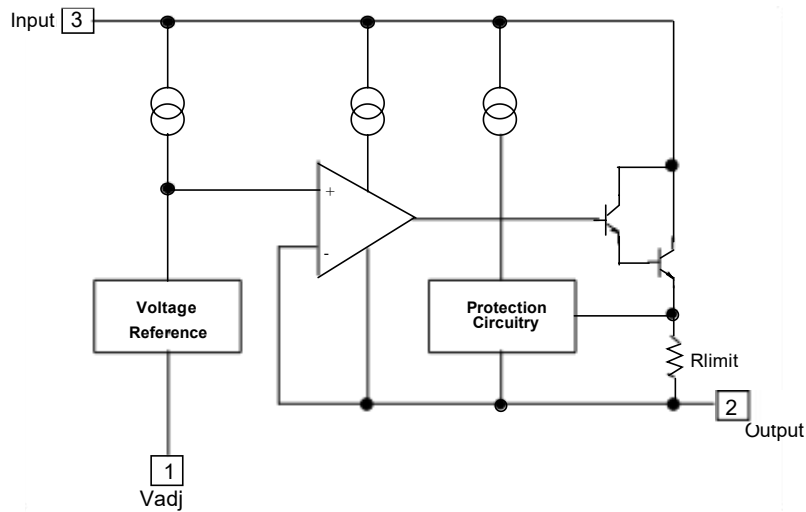 Input 3
+
-
Voltage
Reference
Protection
Circuitry
Rlimit
2
Output
1
Vadj